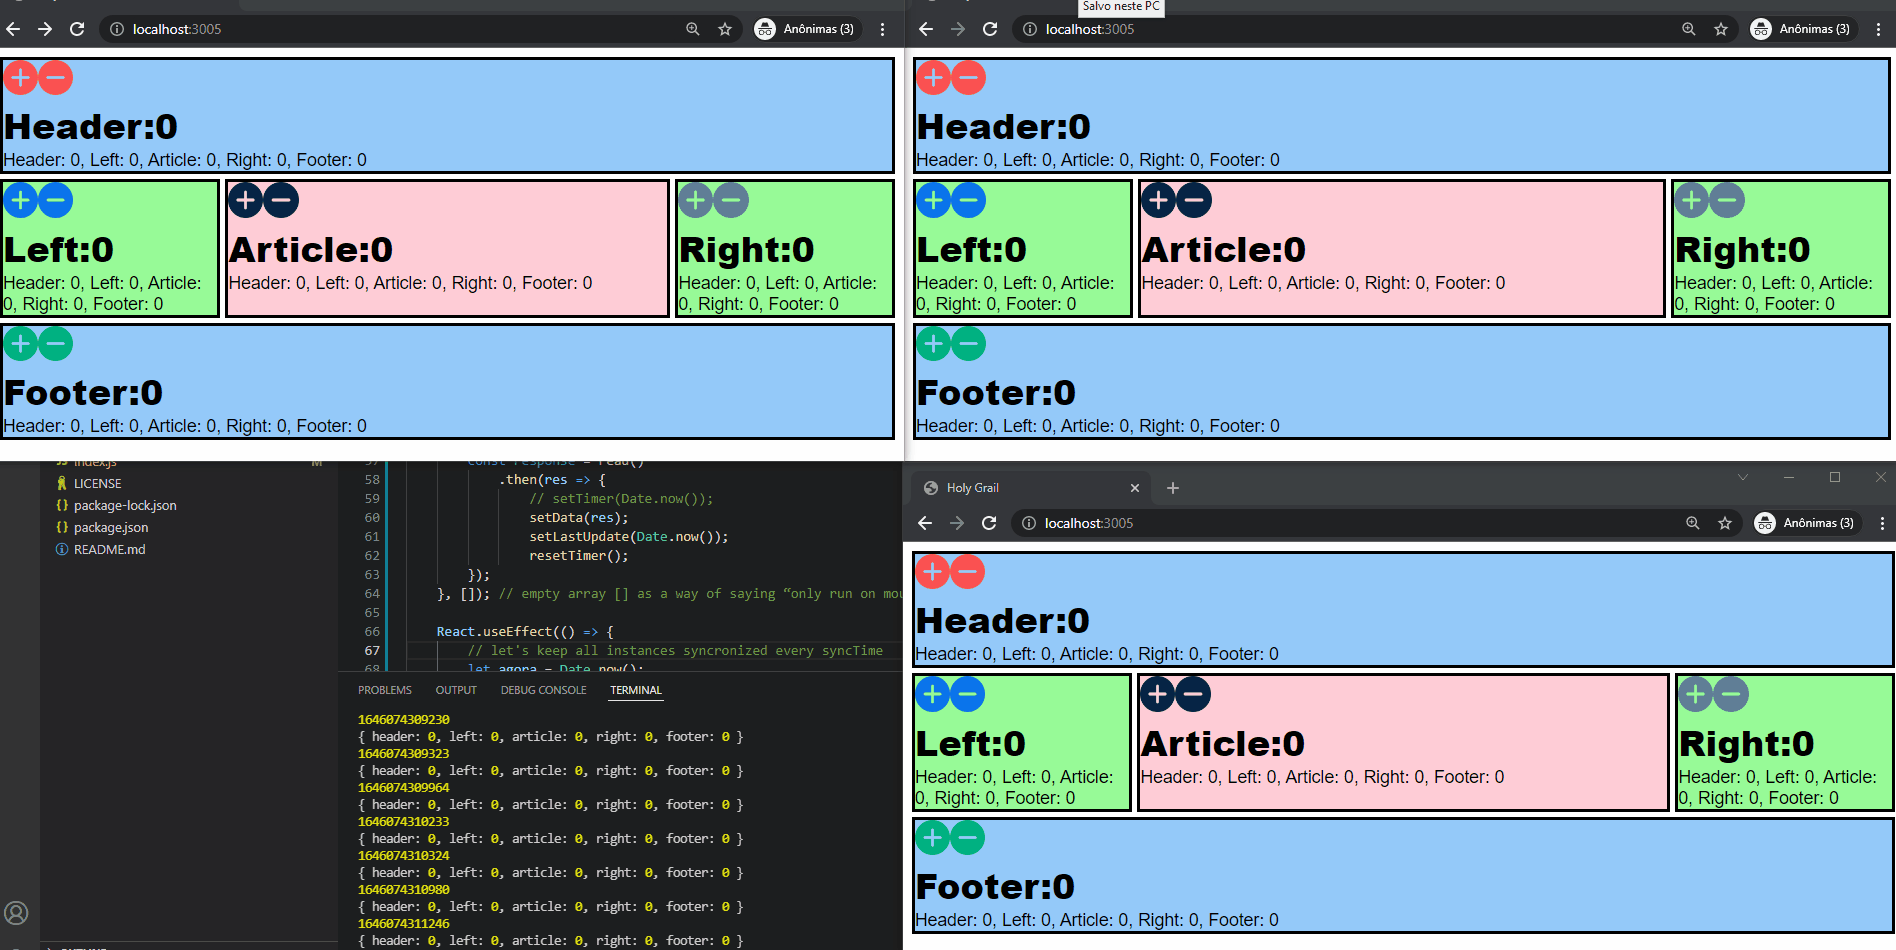 localhost:3005
Anônimas (3)
Header:0
Header: 0, Left: 0, Article: 0, Right: 0, Footer: 0
Left:0
Header: 0, Left: 0, Article:
0, Right: 0, Footer: 0
Article:0
Header: 0, Left: 0, Article: 0, Right: 0, Footer: 0
Right:0
Header: 0, Left: 0, Article:
0, Right: 0, Footer: 0
Footer:0
Header: 0, Left: 0, Article: 0, Right: 0, Footer: 0
Salvo neste PC
localhost:3005
Anônimas (3)
Header:0
Header: 0, Left: 0, Article: 0, Right: 0, Footer: 0
Left:0
Header: 0, Left: 0, Article:
0, Right: 0, Footer: 0
Article:0
Header: 0, Left: 0, Article: 0, Right: 0, Footer: 0
Right:0
Header: 0, Left: 0, Article:
0, Right: 0, Footer: 0
Footer:0
Header: 0, Left: 0, Article: 0, Right: 0, Footer: 0
index.js M
LICENSE
package-lock.json
package.json
README.md
57 const response = read()
58 .then(res => {
59 // setTimer(Date.now());
60 setData(res);
61 setLastUpdate(Date.now());
62 resetTimer();
63 });
64 }, []); // empty array [] as a way of saying “only run on
65
66 React.useEffect(() => {
67 // let's keep all instances syncronized every syncTime
68 let agora = Date.now();
PROBLEMS OUTPUT DEBUG CONSOLE TERMINAL
1646074309230
{ header: 0, left: 0, article: 0, right: 0, footer: 0 }
1646074309323
{ header: 0, left: 0, article: 0, right: 0, footer: 0 }
1646074309964
{ header: 0, left: 0, article: 0, right: 0, footer: 0 }
1646074310233
{ header: 0, left: 0, article: 0, right: 0, footer: 0 }
1646074310324
{ header: 0, left: 0, article: 0, right: 0, footer: 0 }
1646074310980
{ header: 0, left: 0, article: 0, right: 0, footer: 0 }
1646074311246
{ header: 0, left: 0, article: 0, right: 0, footer: 0 }
Holy Grail
localhost:3005
Anônimas (3)
Header:0
Header: 0, Left: 0, Article: 0, Right: 0, Footer: 0
Left:0
Header: 0, Left: 0, Article:
0, Right: 0, Footer: 0
Article:0
Header: 0, Left: 0, Article: 0, Right: 0, Footer: 0
Right:0
Header: 0, Left: 0, Article:
0, Right: 0, Footer: 0
Footer:0
Header: 0, Left: 0, Article: 0, Right: 0, Footer: 0